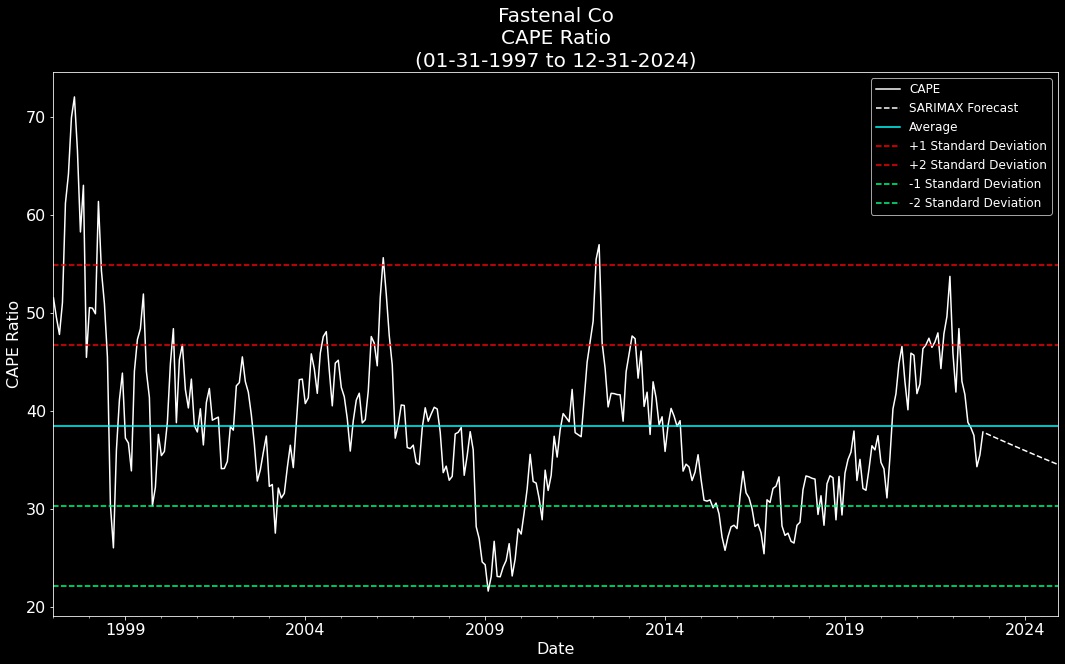 Fastenal Co
CAPE Ratio
(01-31-1997 to 12-31-2024)
CAPE
SARIMAX Forecast
Average
+1 Standard Deviation
+2 Standard Deviation
-1 Standard Deviation
-2 Standard Deviation
CAPE Ratio
70
60
50
40
30
20
1999
2004
2009
2014
2019
2024
Date